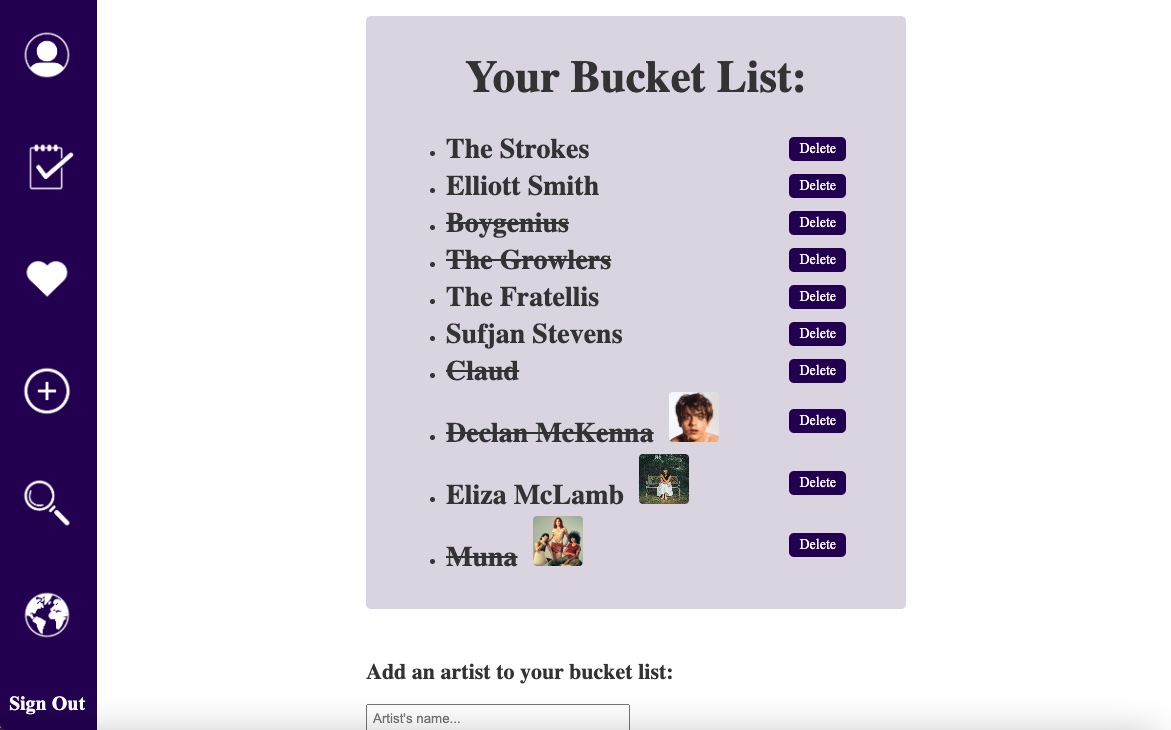 Your Bucket List:
The Strokes Delete
Elliott Smith Delete
Boygenius Delete
The Growlers Delete
The Fratellis Delete
Sufjan Stevens Delete
Claud Delete
Declan McKenna Delete
Eliza McLamb Delete
Muna Delete
Add an artist to your bucket list:
Artist's name...
Sign Out